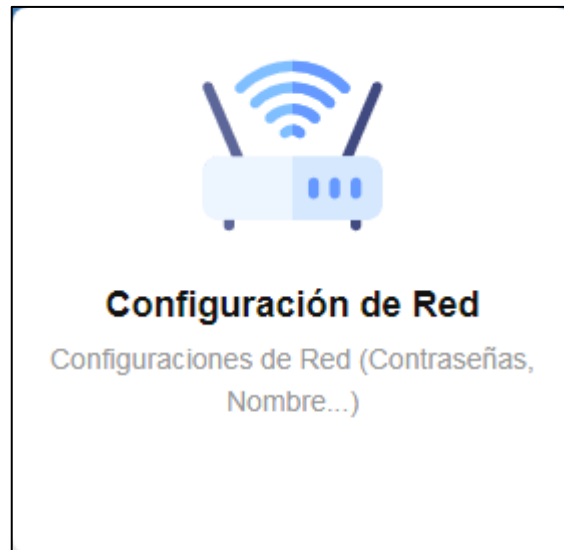 Configuración de Red
Configuraciones de Red (Contraseñas,
Nombre...)